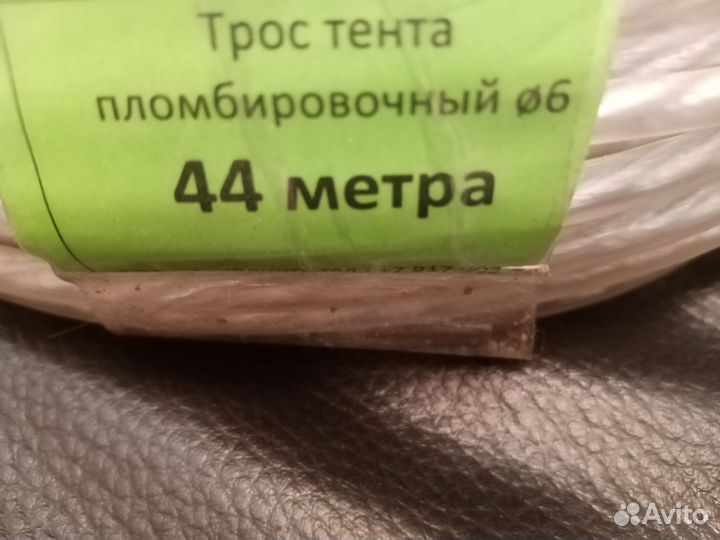 Трос тента
пломбировочный ø6
44 метра
Avito